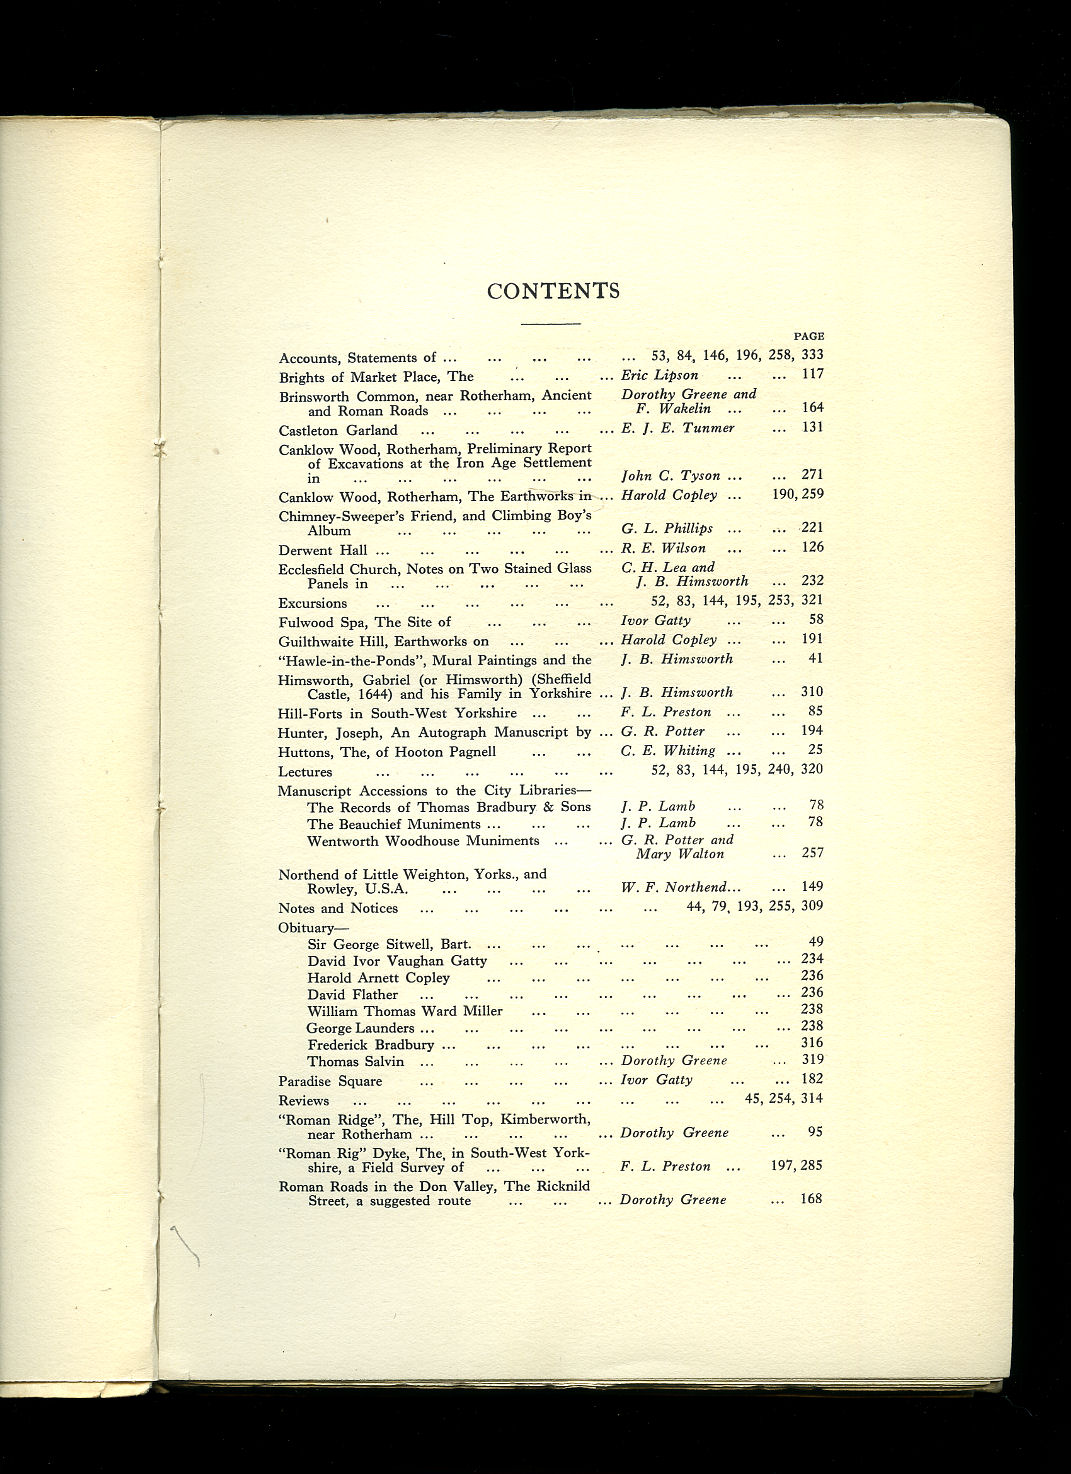 CONTENTS
PAGE
Accounts, Statements of ... ... ... ... ... 53, 84, 146, 196, 258, 333
Brights of Market Place, The ... ... ... Eric Lipson ... ... 117
Brinsworth Common, near Rotherham, Ancient Dorothy Greene and
and Roman Roads ... ... ... ... F. Wakelin ... ... 164
Castleton Garland ... ... ... ... ... E. J. E. Tunmer ... 131
Canklow Wood, Rotherham, Preliminary Report
of Excavations at the Iron Age Settlement
in ... ... ... ... ... ... John C. Tyson ... ... 271
Canklow Wood, Rotherham, The Earthworks in ... Harold Copley ... 190, 259
Chimney-Sweeper's Friend, and Climbing Boy's
Album ... ... ... ... ... G. L. Phillips ... ... 221
Derwent Hall ... ... ... ... ... ... R. E. Wilson ... ... 126
Ecclesfield Church, Notes on Two Stained Glass C. H. Lea and
Panels in ... ... ... ... ... J. B. Himsworth ... 232
Excursions ... ... ... ... ... ... 52, 83, 144, 195, 253, 321
Fulwood Spa, The Site of ... ... ... Ivor Gatty ... ... 58
Guilthwaite Hill, Earthworks on ... ... ... Harold Copley ... ... 191
"Hawle-in-the-Ponds", Mural Paintings and the J. B. Himsworth ... 41
Himsworth, Gabriel (or Himsworth) (Sheffield
Castle, 1644) and his Family in Yorkshire ... J. B. Himsworth ... 310
Hill-Forts in South-West Yorkshire ... ... F. L. Preston ... ... 85
Hunter, Joseph, An Autograph Manuscript by ... G. R. Potter ... ... 194
Huttons, The, of Hooton Pagnell ... ... C. E. Whiting ... ... 25
Lectures ... ... ... ... ... ... 52, 83, 144, 195, 240, 320
Manuscript Accessions to the City Libraries—
The Records of Thomas Bradbury & Sons J. P. Lamb ... ... 78
The Beauchief Muniments ... ... ... J. P. Lamb ... ... 78
Wentworth Woodhouse Muniments ... ... G. R. Potter and
Mary Walton ... 257
Northend of Little Weighton, Yorks., and
Rowley, U.S.A. ... ... ... ... W. F. Northend... ... 149
Notes and Notices ... ... ... ... ... ... 44, 79, 193, 255, 309
Obituary—
Sir George Sitwell, Bart. ... ... ... ... ... ... ... 49
David Ivor Vaughan Gatty ... ... ... ... ... ... ... 234
Harold Arnett Copley ... ... ... ... ... ... ... 236
David Flather ... ... ... ... ... ... ... ... ... 236
William Thomas Ward Miller ... ... ... ... ... ... 238
George Launders ... ... ... ... ... ... ... ... ... 238
Frederick Bradbury ... ... ... ... ... ... ... ... 316
Thomas Salvin ... ... ... ... ... Dorothy Greene ... 319
Paradise Square ... ... ... ... ... Ivor Gatty ... ... 182
Reviews ... ... ... ... ... ... ... ... ... 45, 254, 314
"Roman Ridge", The, Hill Top, Kimberworth,
near Rotherham ... ... ... ... ... Dorothy Greene ... 95
"Roman Rig" Dyke, The, in South-West York-
shire, a Field Survey of ... ... ... F. L. Preston ... 197, 285
Roman Roads in the Don Valley, The Ricknild
Street, a suggested route ... ... ... Dorothy Greene ... 168